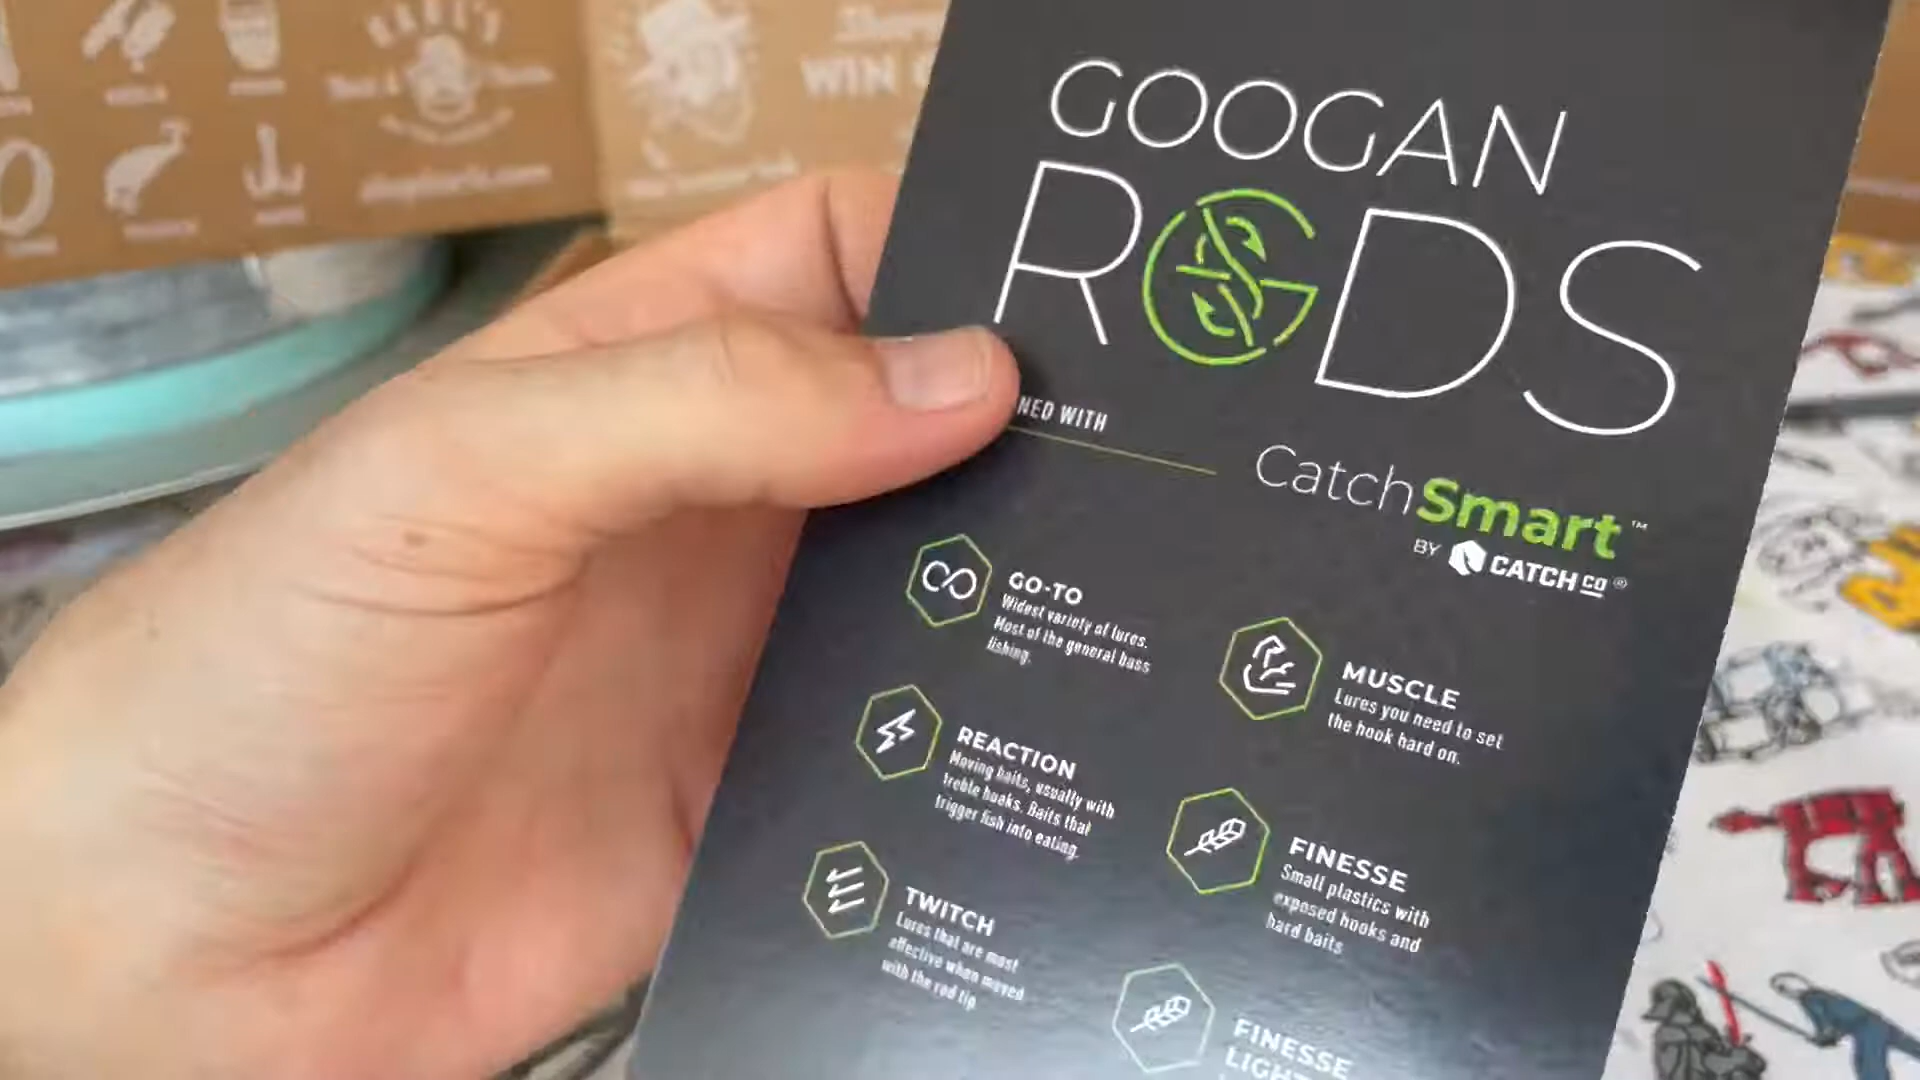 WIN
GOOGAN
RODS
NED WITH
CatchSmart™
BY CATCH CO®
GO-TO
Widest variety of lures.
Most of the general bass
fishing.
MUSCLE
Lures you need to set
the hook hard on.
REACTION
Moving baits, usually with
treble hooks. Baits that
trigger fish into eating.
FINESSE
Small plastics with
exposed hooks and
hard baits
TWITCH
Lures that are most
effective when moved
with the rod tip
FINESSE
LIGHT